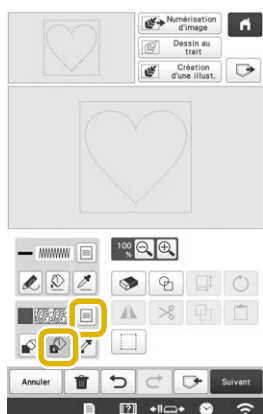 Numérisation
d'image
Dessin au
trait
Création
d'une illust.
100
%
Annuler
Suivant